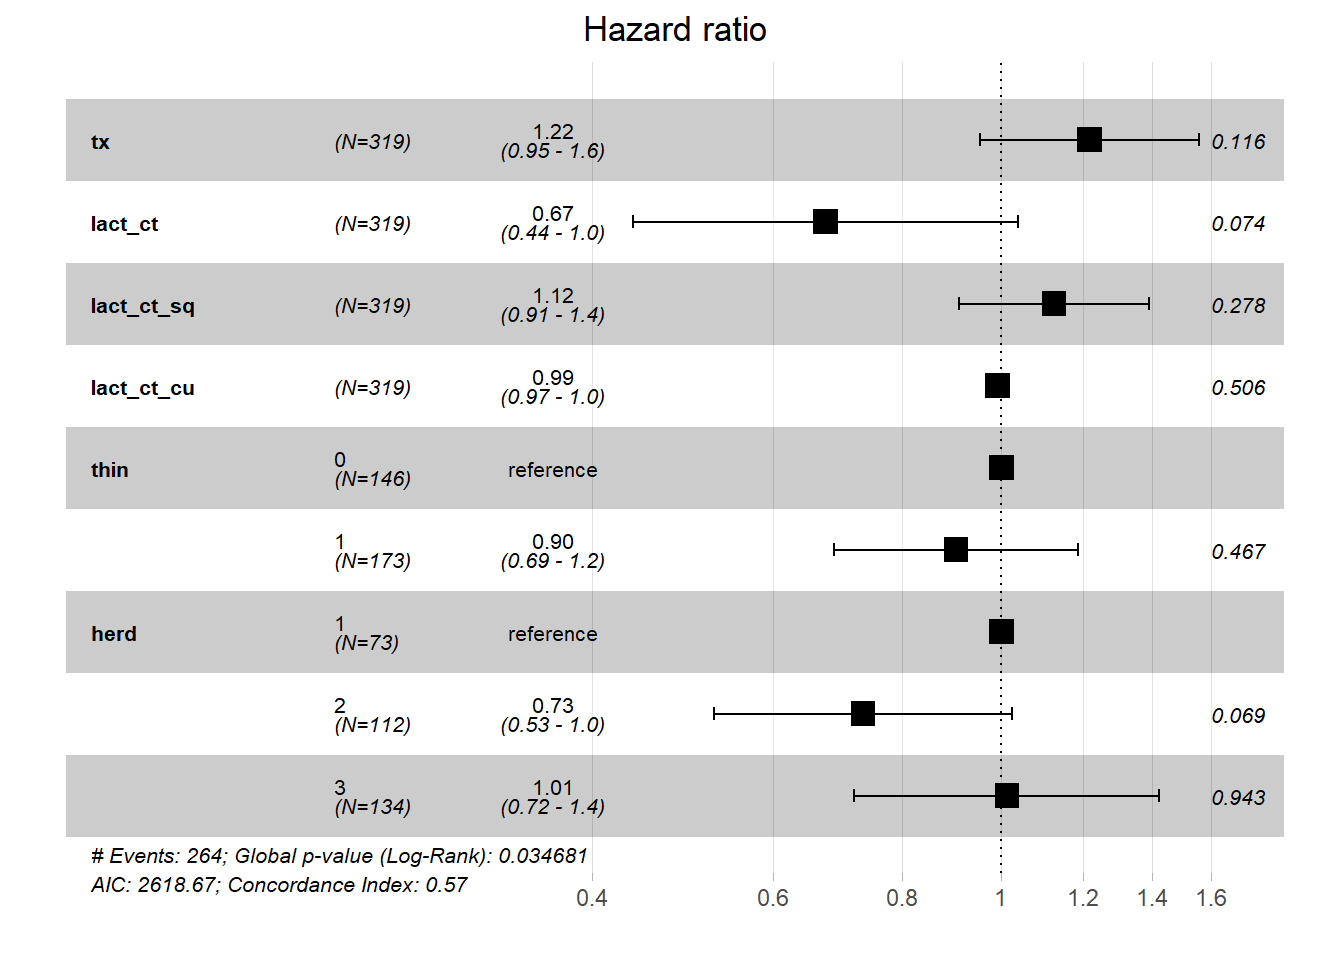 Hazard ratio
tx (N=319) 1.22 0.116
(0.95 - 1.6)
lact_ct (N=319) 0.67 0.074
(0.44 - 1.0)
lact_ct_sq (N=319) 1.12 0.278
(0.91 - 1.4)
lact_ct_cu (N=319) 0.99 0.506
(0.97 - 1.0)
thin 0 reference
(N=146)
1 0.90 0.467
(N=173) (0.69 - 1.2)
herd 1 reference
(N=73)
2 0.73 0.069
(N=112) (0.53 - 1.0)
3 1.01 0.943
(N=134) (0.72 - 1.4)
# Events: 264; Global p-value (Log-Rank): 0.034681
AIC: 2618.67; Concordance Index: 0.57
0.4 0.6 0.8 1 1.2 1.4 1.6